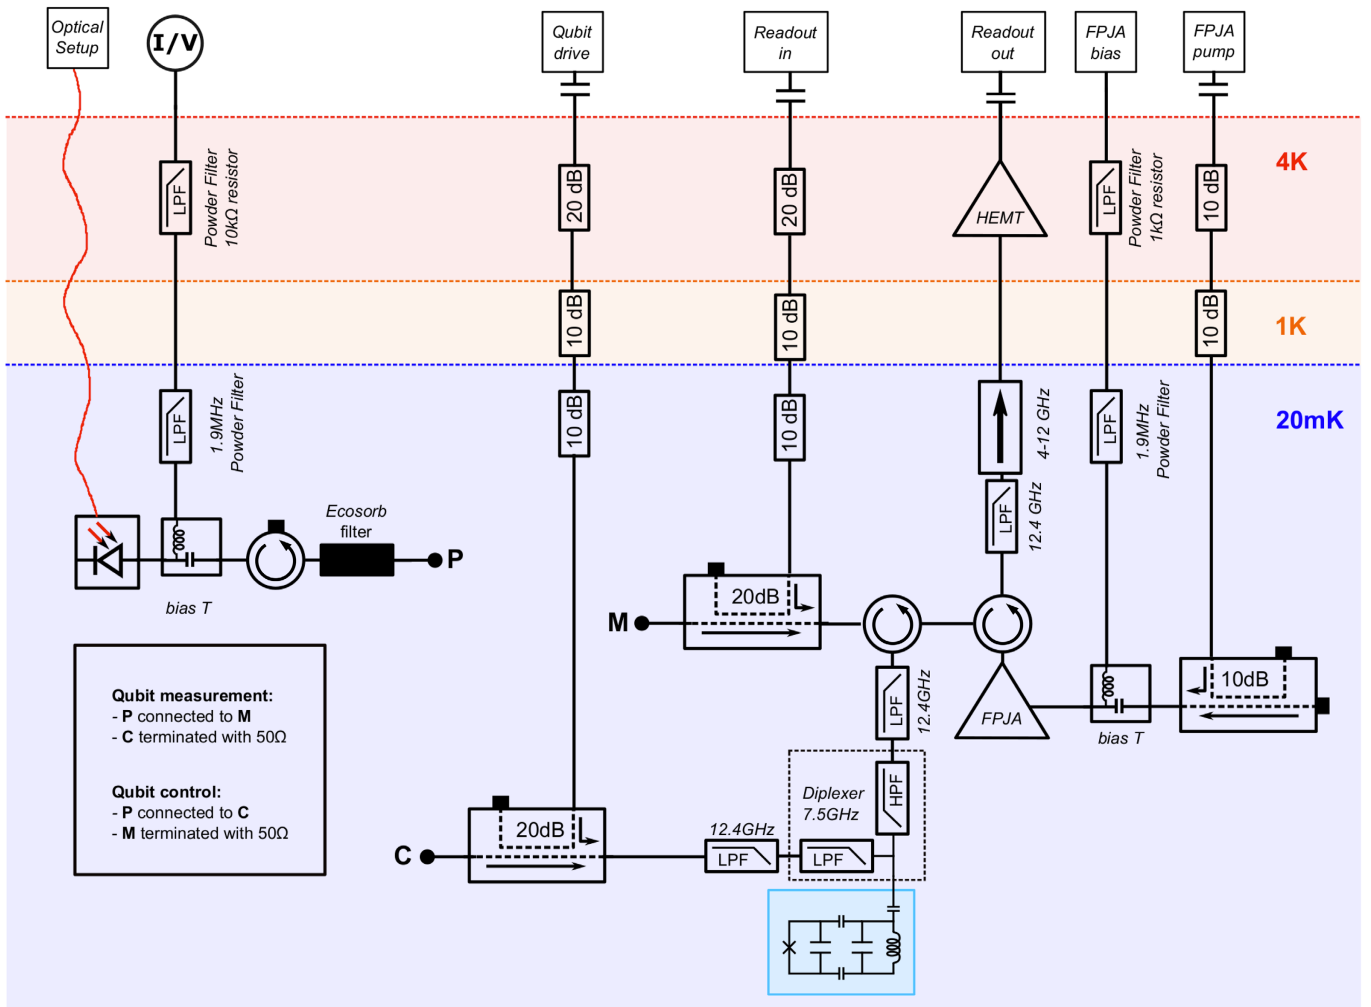 Optical
Setup
I/V
Qubit
drive
Readout
in
Readout
out
FPJA
bias
FPJA
pump
4K
LPF
Powder Filter
10kΩ resistor
20 dB
20 dB
HEMT
LPF
Powder Filter
1kΩ resistor
10 dB
1K
10 dB
10 dB
10 dB
20mK
LPF
1.9MHz
Powder Filter
10 dB
10 dB
4-12 GHz
LPF
1.9MHz
Powder Filter
LPF
12.4 GHz
Ecosorb
filter
P
bias T
20dB
M
LPF
12.4GHz
FPJA
bias T
10dB
Qubit measurement:
- P connected to M
- C terminated with 50Ω
Qubit control:
- P connected to C
- M terminated with 50Ω
Diplexer
7.5GHz
HPF
20dB
C
12.4GHz
LPF
LPF